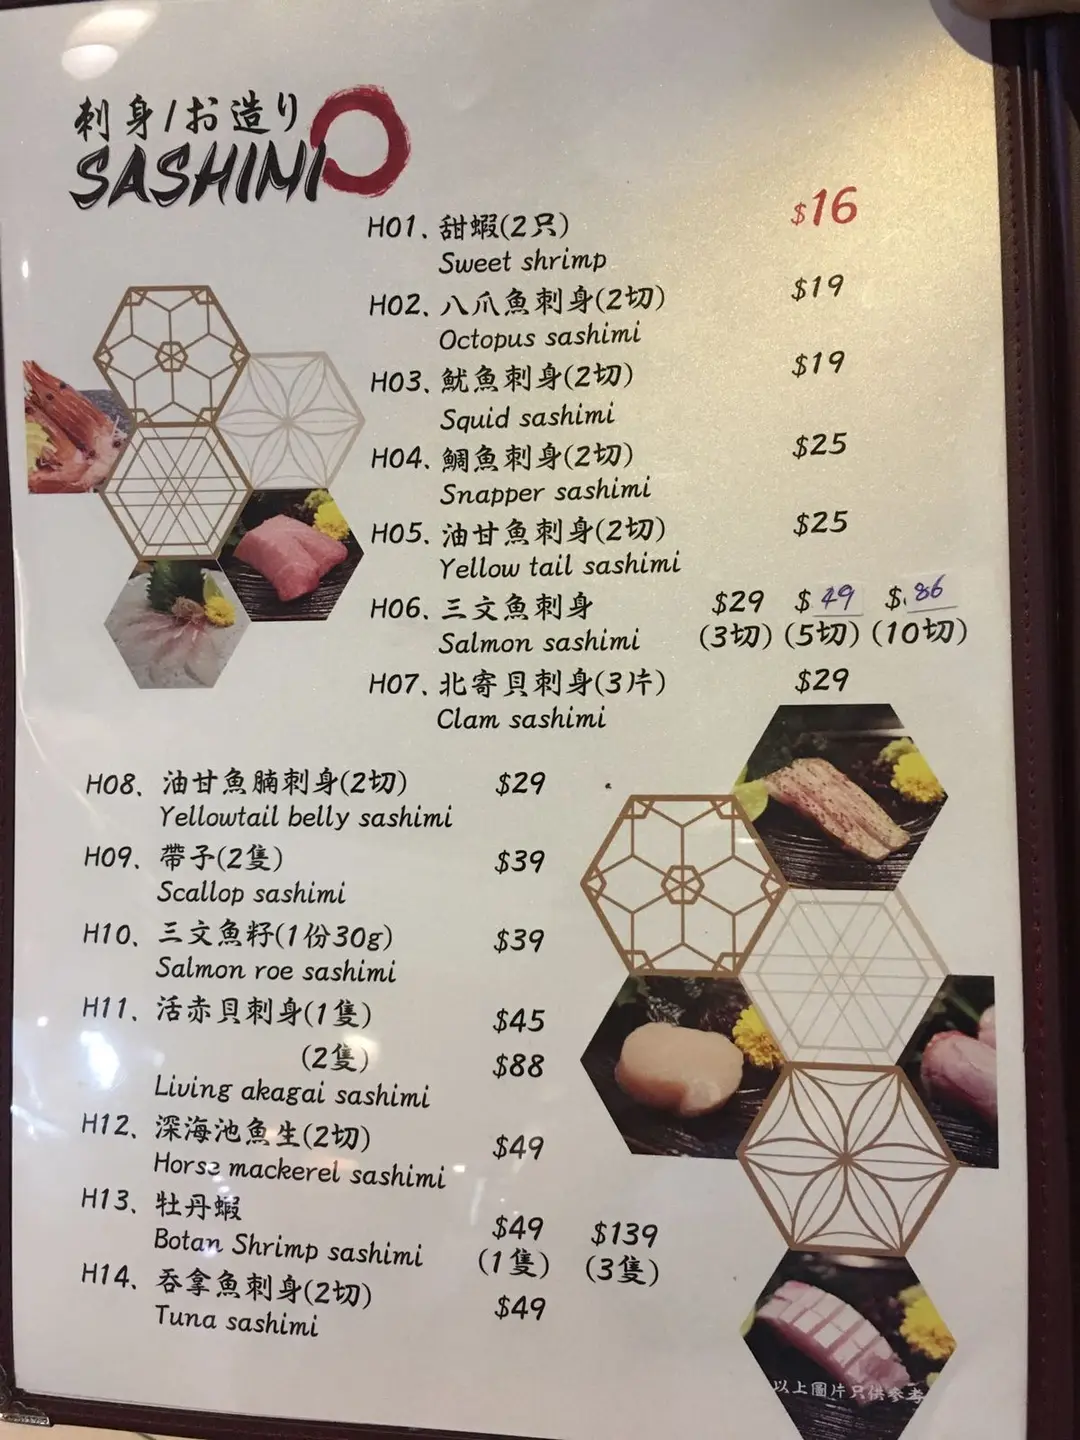 刺身/お造り
SASHIMI
H01. 甜蝦(2只) $16
Sweet shrimp
H02. 八爪魚刺身(2切) $19
Octopus sashimi
H03. 魷魚刺身(2切) $19
Squid sashimi
H04. 鯛魚刺身(2切) $25
Snapper sashimi
H05. 油甘魚刺身(2切) $25
Yellow tail sashimi
H06. 三文魚刺身 $29 $49 $86
Salmon sashimi (3切) (5切) (10切)
H07. 北寄貝刺身(3片) $29
Clam sashimi
H08. 油甘魚腩刺身(2切) $29
Yellowtail belly sashimi
H09. 帶子(2隻) $39
Scallop sashimi
H10. 三文魚籽(1份30g) $39
Salmon roe sashimi
H11. 活赤貝刺身(1隻) $45
(2隻) $88
Living akagai sashimi
H12. 深海池魚生(2切) $49
Horse mackerel sashimi
H13. 牡丹蝦 $49 $139
Botan Shrimp sashimi (1隻) (3隻)
H14. 吞拿魚刺身(2切) $49
Tuna sashimi
以上圖片只供參考